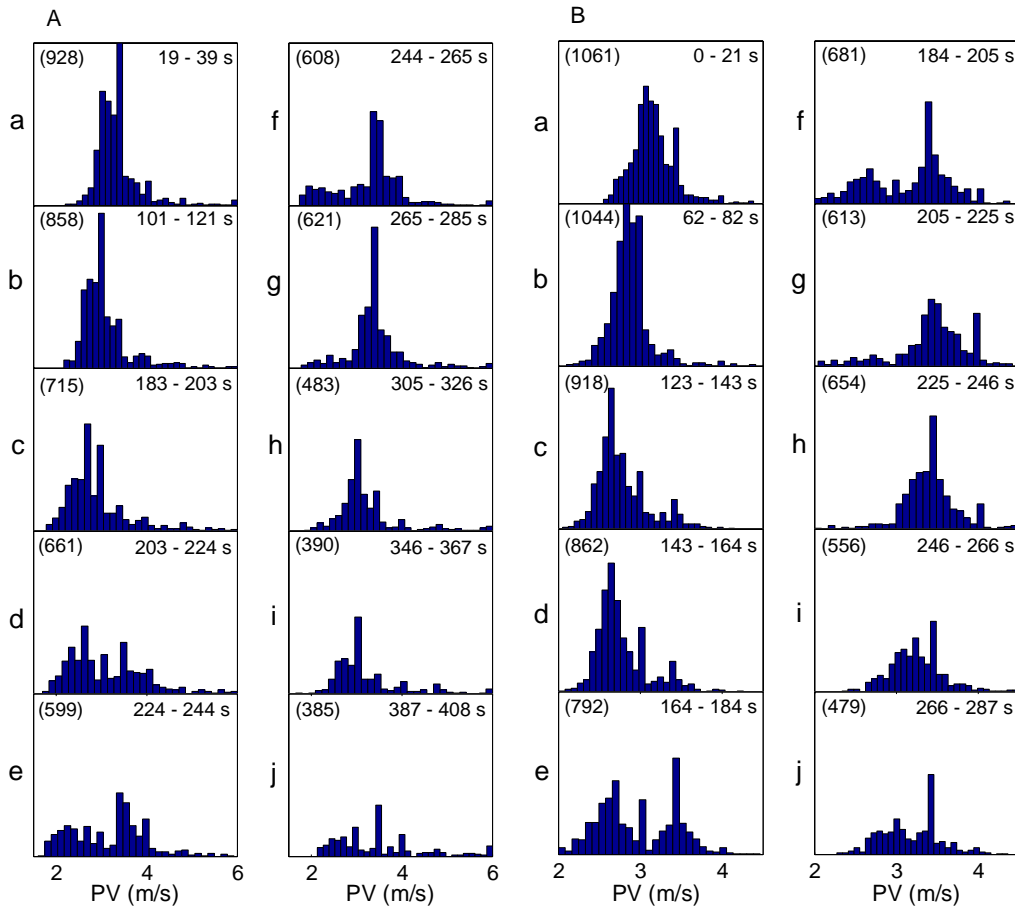 A
B
a
(928) 19 - 39 s
b
(858) 101 - 121 s
c
(715) 183 - 203 s
d
(661) 203 - 224 s
e
(599) 224 - 244 s
2 4 6
PV (m/s)
f
(608) 244 - 265 s
g
(621) 265 - 285 s
h
(483) 305 - 326 s
i
(390) 346 - 367 s
j
(385) 387 - 408 s
2 4 6
PV (m/s)
a
(1061) 0 - 21 s
b
(1044) 62 - 82 s
c
(918) 123 - 143 s
d
(862) 143 - 164 s
e
(792) 164 - 184 s
2 3 4
PV (m/s)
f
(681) 184 - 205 s
g
(613) 205 - 225 s
h
(654) 225 - 246 s
i
(556) 246 - 266 s
j
(479) 266 - 287 s
2 3 4
PV (m/s)